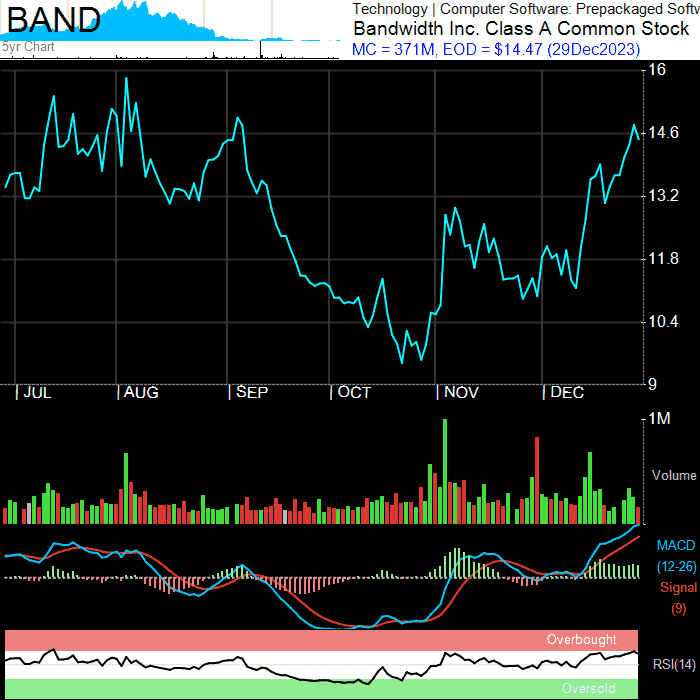 BAND
5yr Chart
Technology | Computer Software: Prepackaged Softw
Bandwidth Inc. Class A Common Stock
MC = 371M, EOD = $14.47 (29Dec2023)
16
14.6
13.2
11.8
10.4
9
| JUL | AUG | SEP | OCT | NOV | DEC
1M
Volume
MACD
(12-26)
Signal
(9)
Overbought
RSI(14)
Oversold